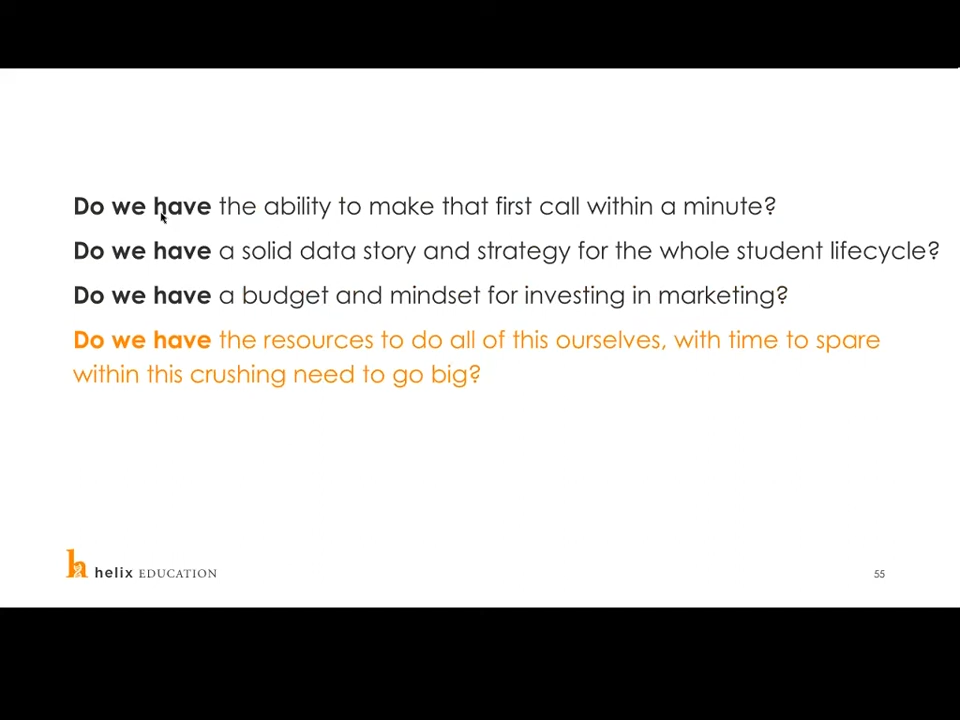 Do we have the ability to make that first call within a minute?
Do we have a solid data story and strategy for the whole student lifecycle?
Do we have a budget and mindset for investing in marketing?
Do we have the resources to do all of this ourselves, with time to spare
within this crushing need to go big?
helix EDUCATION
55